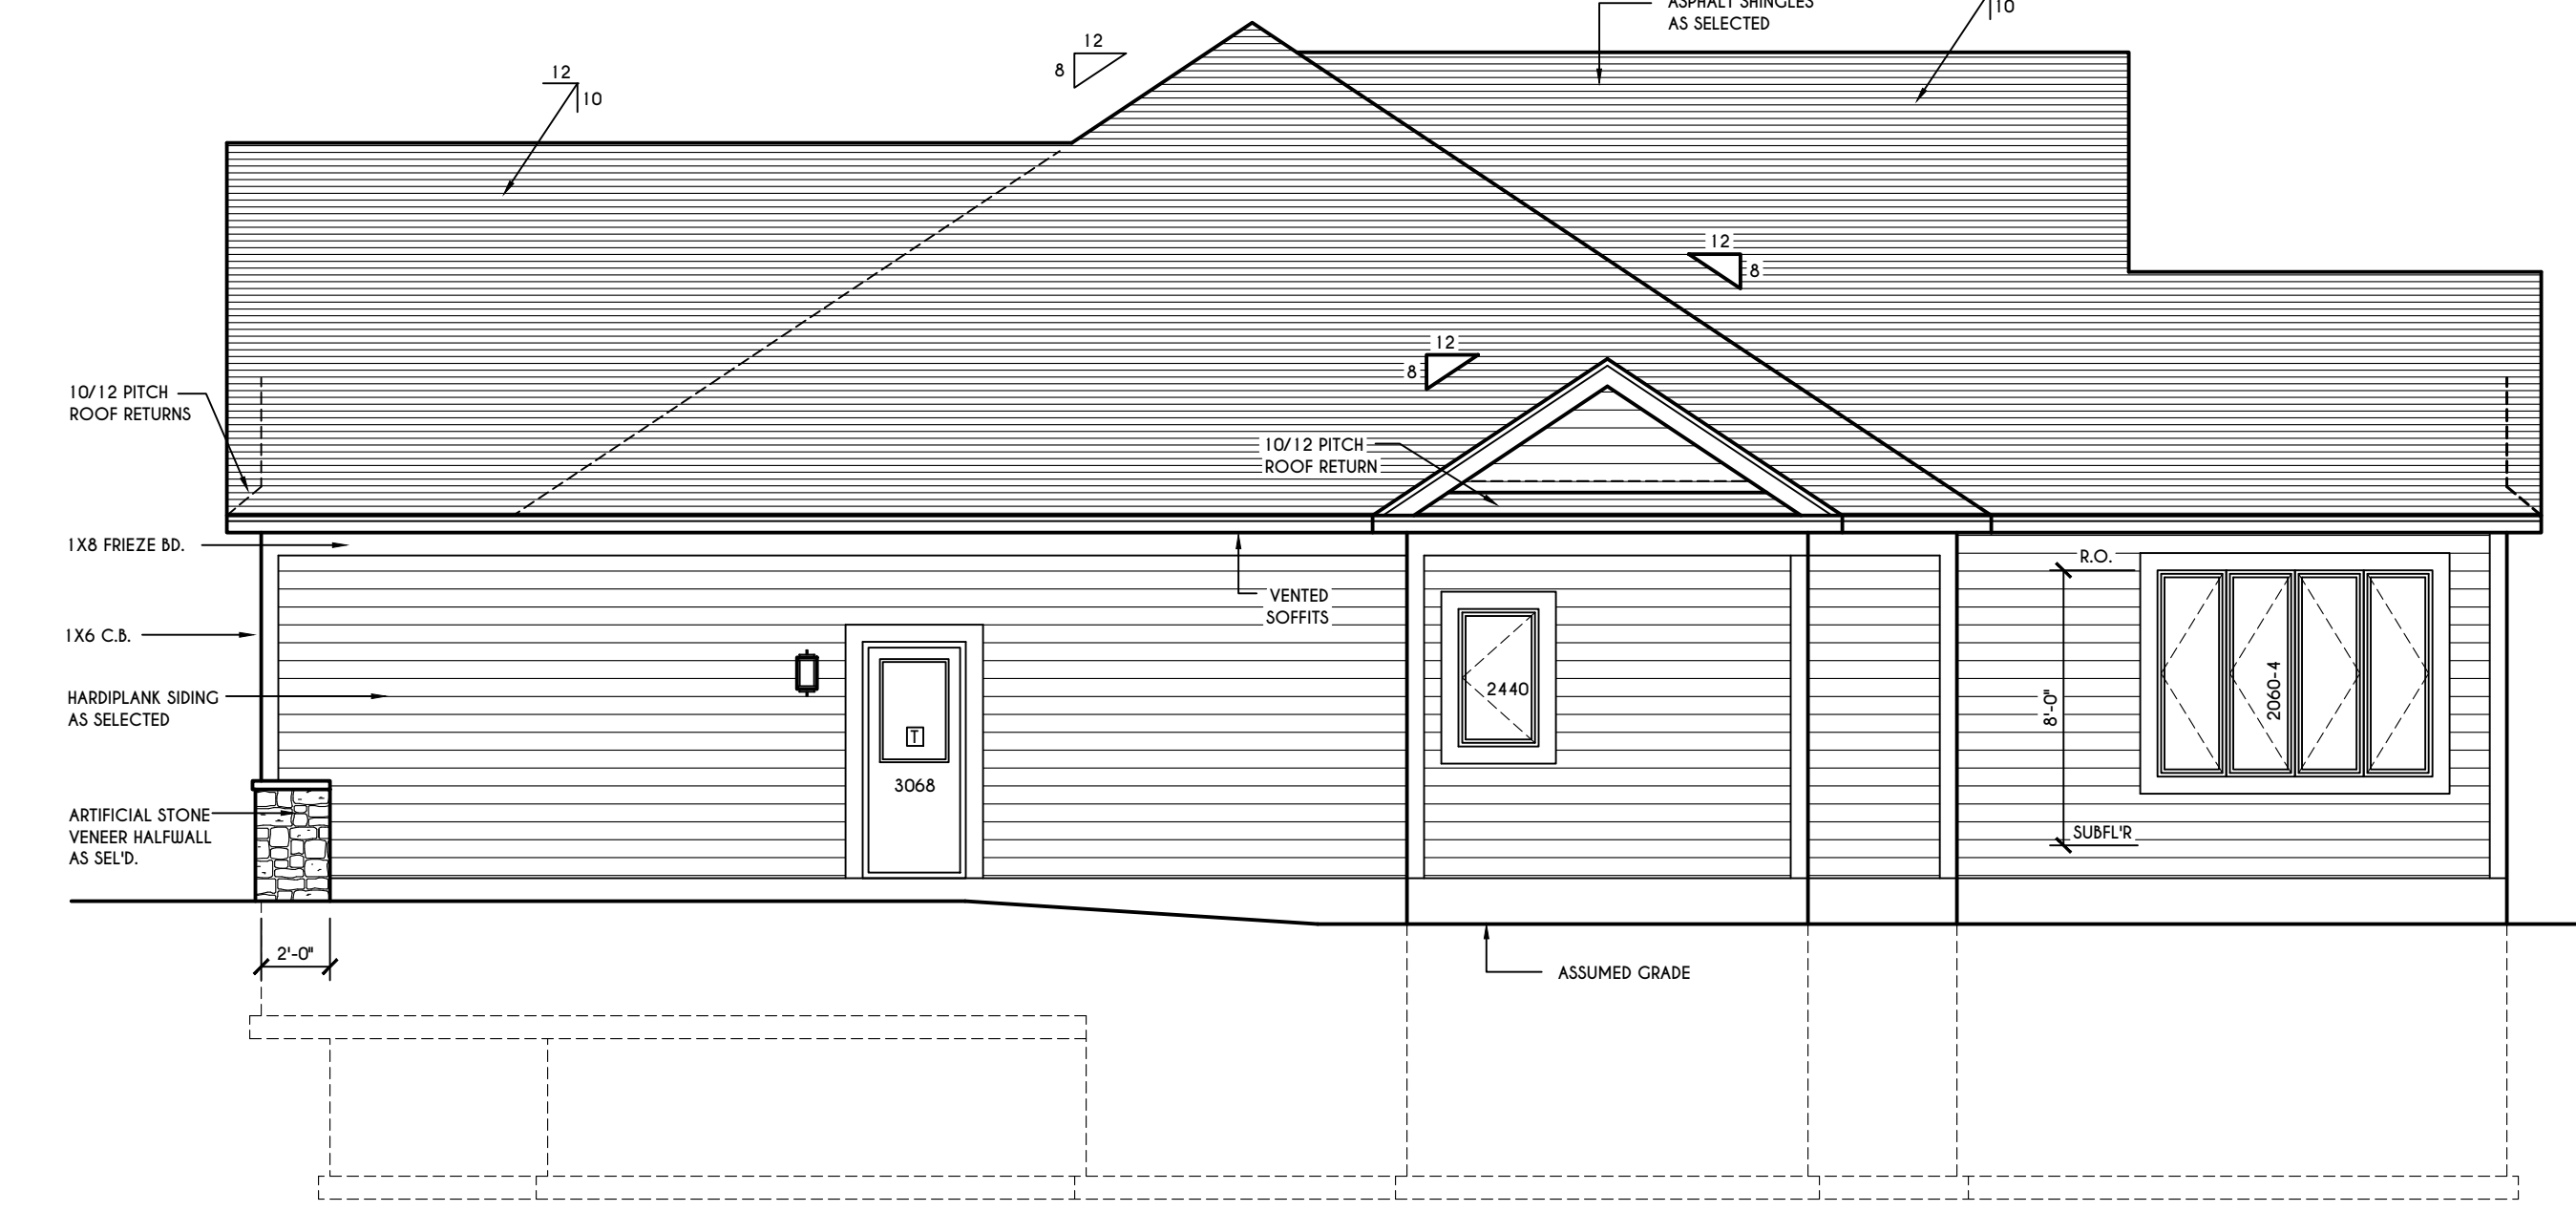 ASPHALT SHINGLES
AS SELECTED
10
12
8
12
10
12
8
12
8
10/12 PITCH
ROOF RETURNS
10/12 PITCH
ROOF RETURN
1X8 FRIEZE BD.
R.O.
VENTED
SOFFITS
1X6 C.B.
HARDIPLANK SIDING
AS SELECTED
2440
2060-4
8'-0"
T
3068
ARTIFICIAL STONE
VENEER HALFWALL
AS SEL'D.
SUBFL'R
2'-0"
ASSUMED GRADE